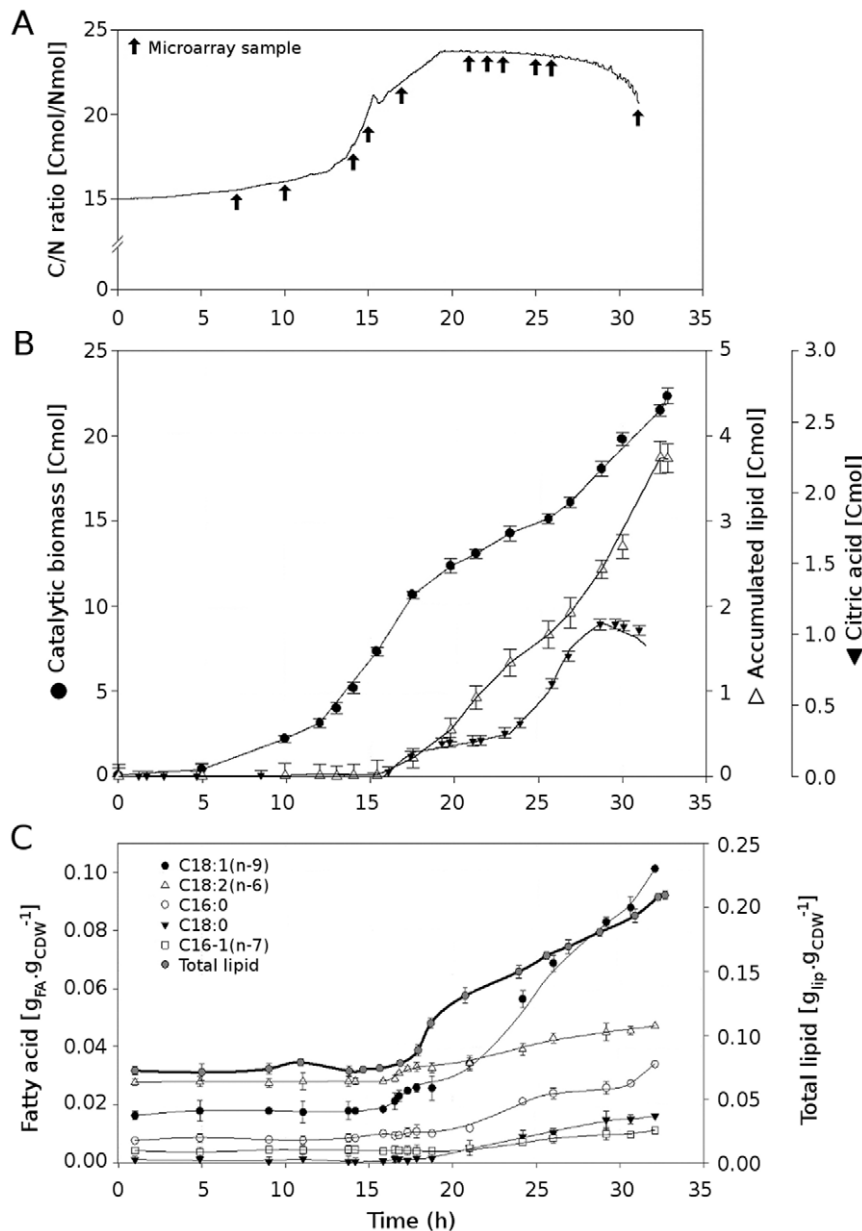 A
Microarray sample
C/N ratio [Cmol/Nmol]
25
20
15
0
0 5 10 15 20 25 30 35
B
Catalytic biomass [Cmol]
25
20
15
10
5
0
5
4
3
2
1
0
Accumulated lipid [Cmol]
3.0
2.5
2.0
1.5
1.0
0.5
0.0
Citric acid [Cmol]
0 5 10 15 20 25 30 35
C
C18:1(n-9)
C18:2(n-6)
C16:0
C18:0
C16-1(n-7)
Total lipid
Fatty acid [gFA.gCDW-1]
0.10
0.08
0.06
0.04
0.02
0.00
0.25
0.20
0.15
0.10
0.05
0.00
Total lipid [glip.gCDW-1]
0 5 10 15 20 25 30 35
Time (h)